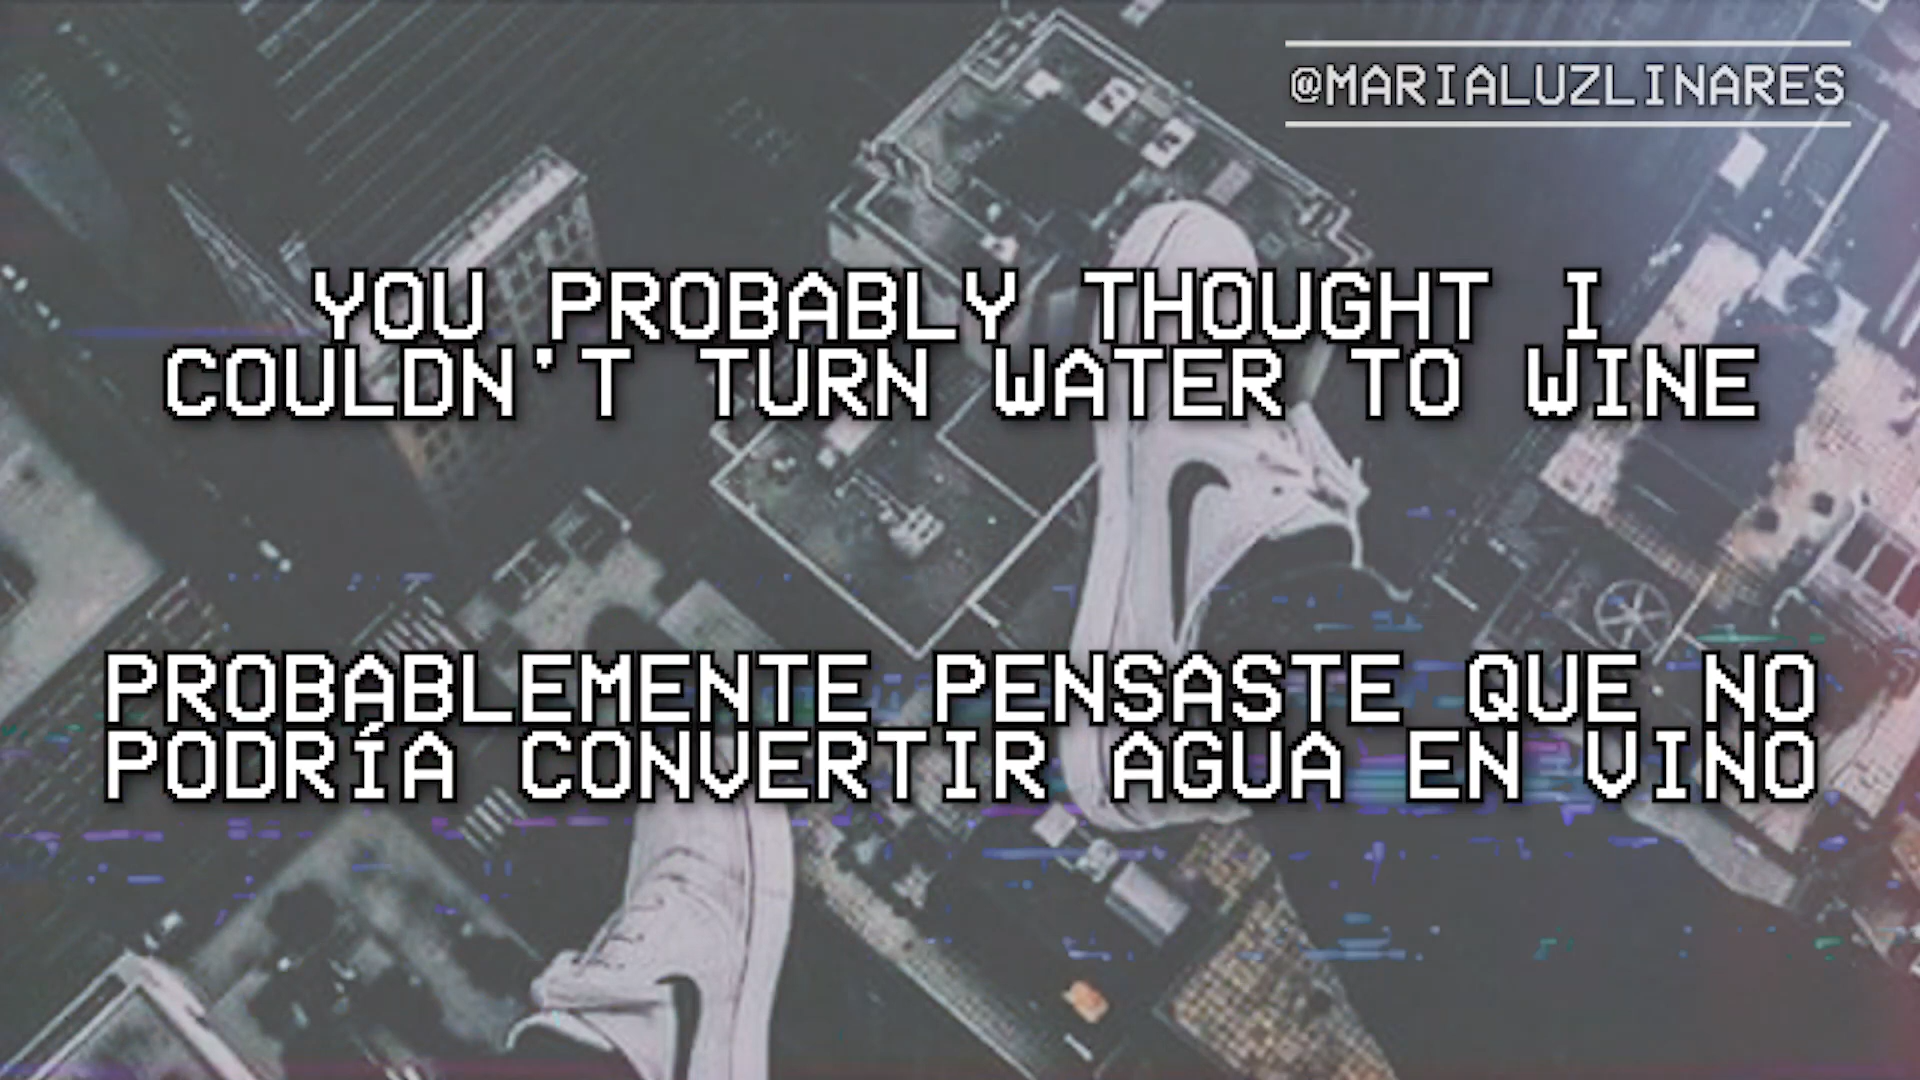 @MARIALUZLINARES
YOU PROBABLY THOUGHT I
COULDN'T TURN WATER TO WINE
PROBABLEMENTE PENSASTE QUE NO
PODRÍA CONVERTIR AGUA EN VINO